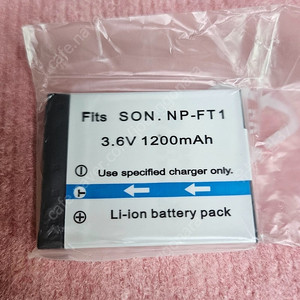 Fits SON. NP-FT1
3.6V 1200mAh
Use specified charger only.
Li-ion battery pack